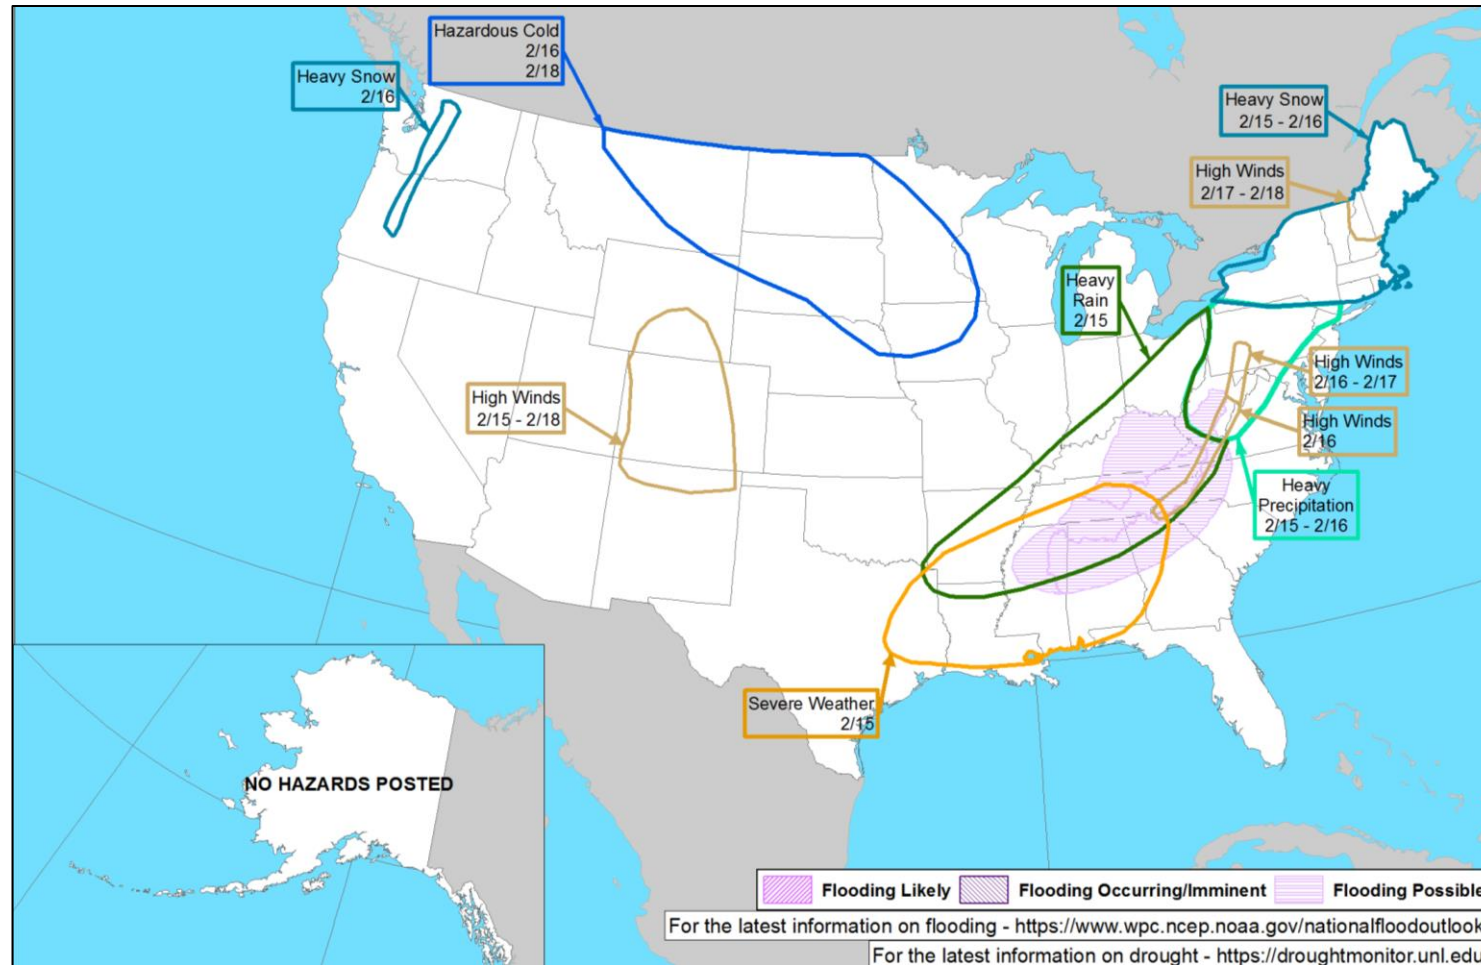 Hazardous Cold
2/16
2/18
Heavy Snow
2/16
Heavy Snow
2/15 - 2/16
High Winds
2/17 - 2/18
Heavy
Rain
2/15
High Winds
2/16 - 2/17
High Winds
2/15 - 2/18
High Winds
2/16
Heavy
Precipitation
2/15 - 2/16
Severe Weather
2/15
NO HAZARDS POSTED
Flooding Likely Flooding Occurring/Imminent Flooding Possible
For the latest information on flooding - https://www.wpc.ncep.noaa.gov/nationalfloodoutlook
For the latest information on drought - https://droughtmonitor.unl.edu